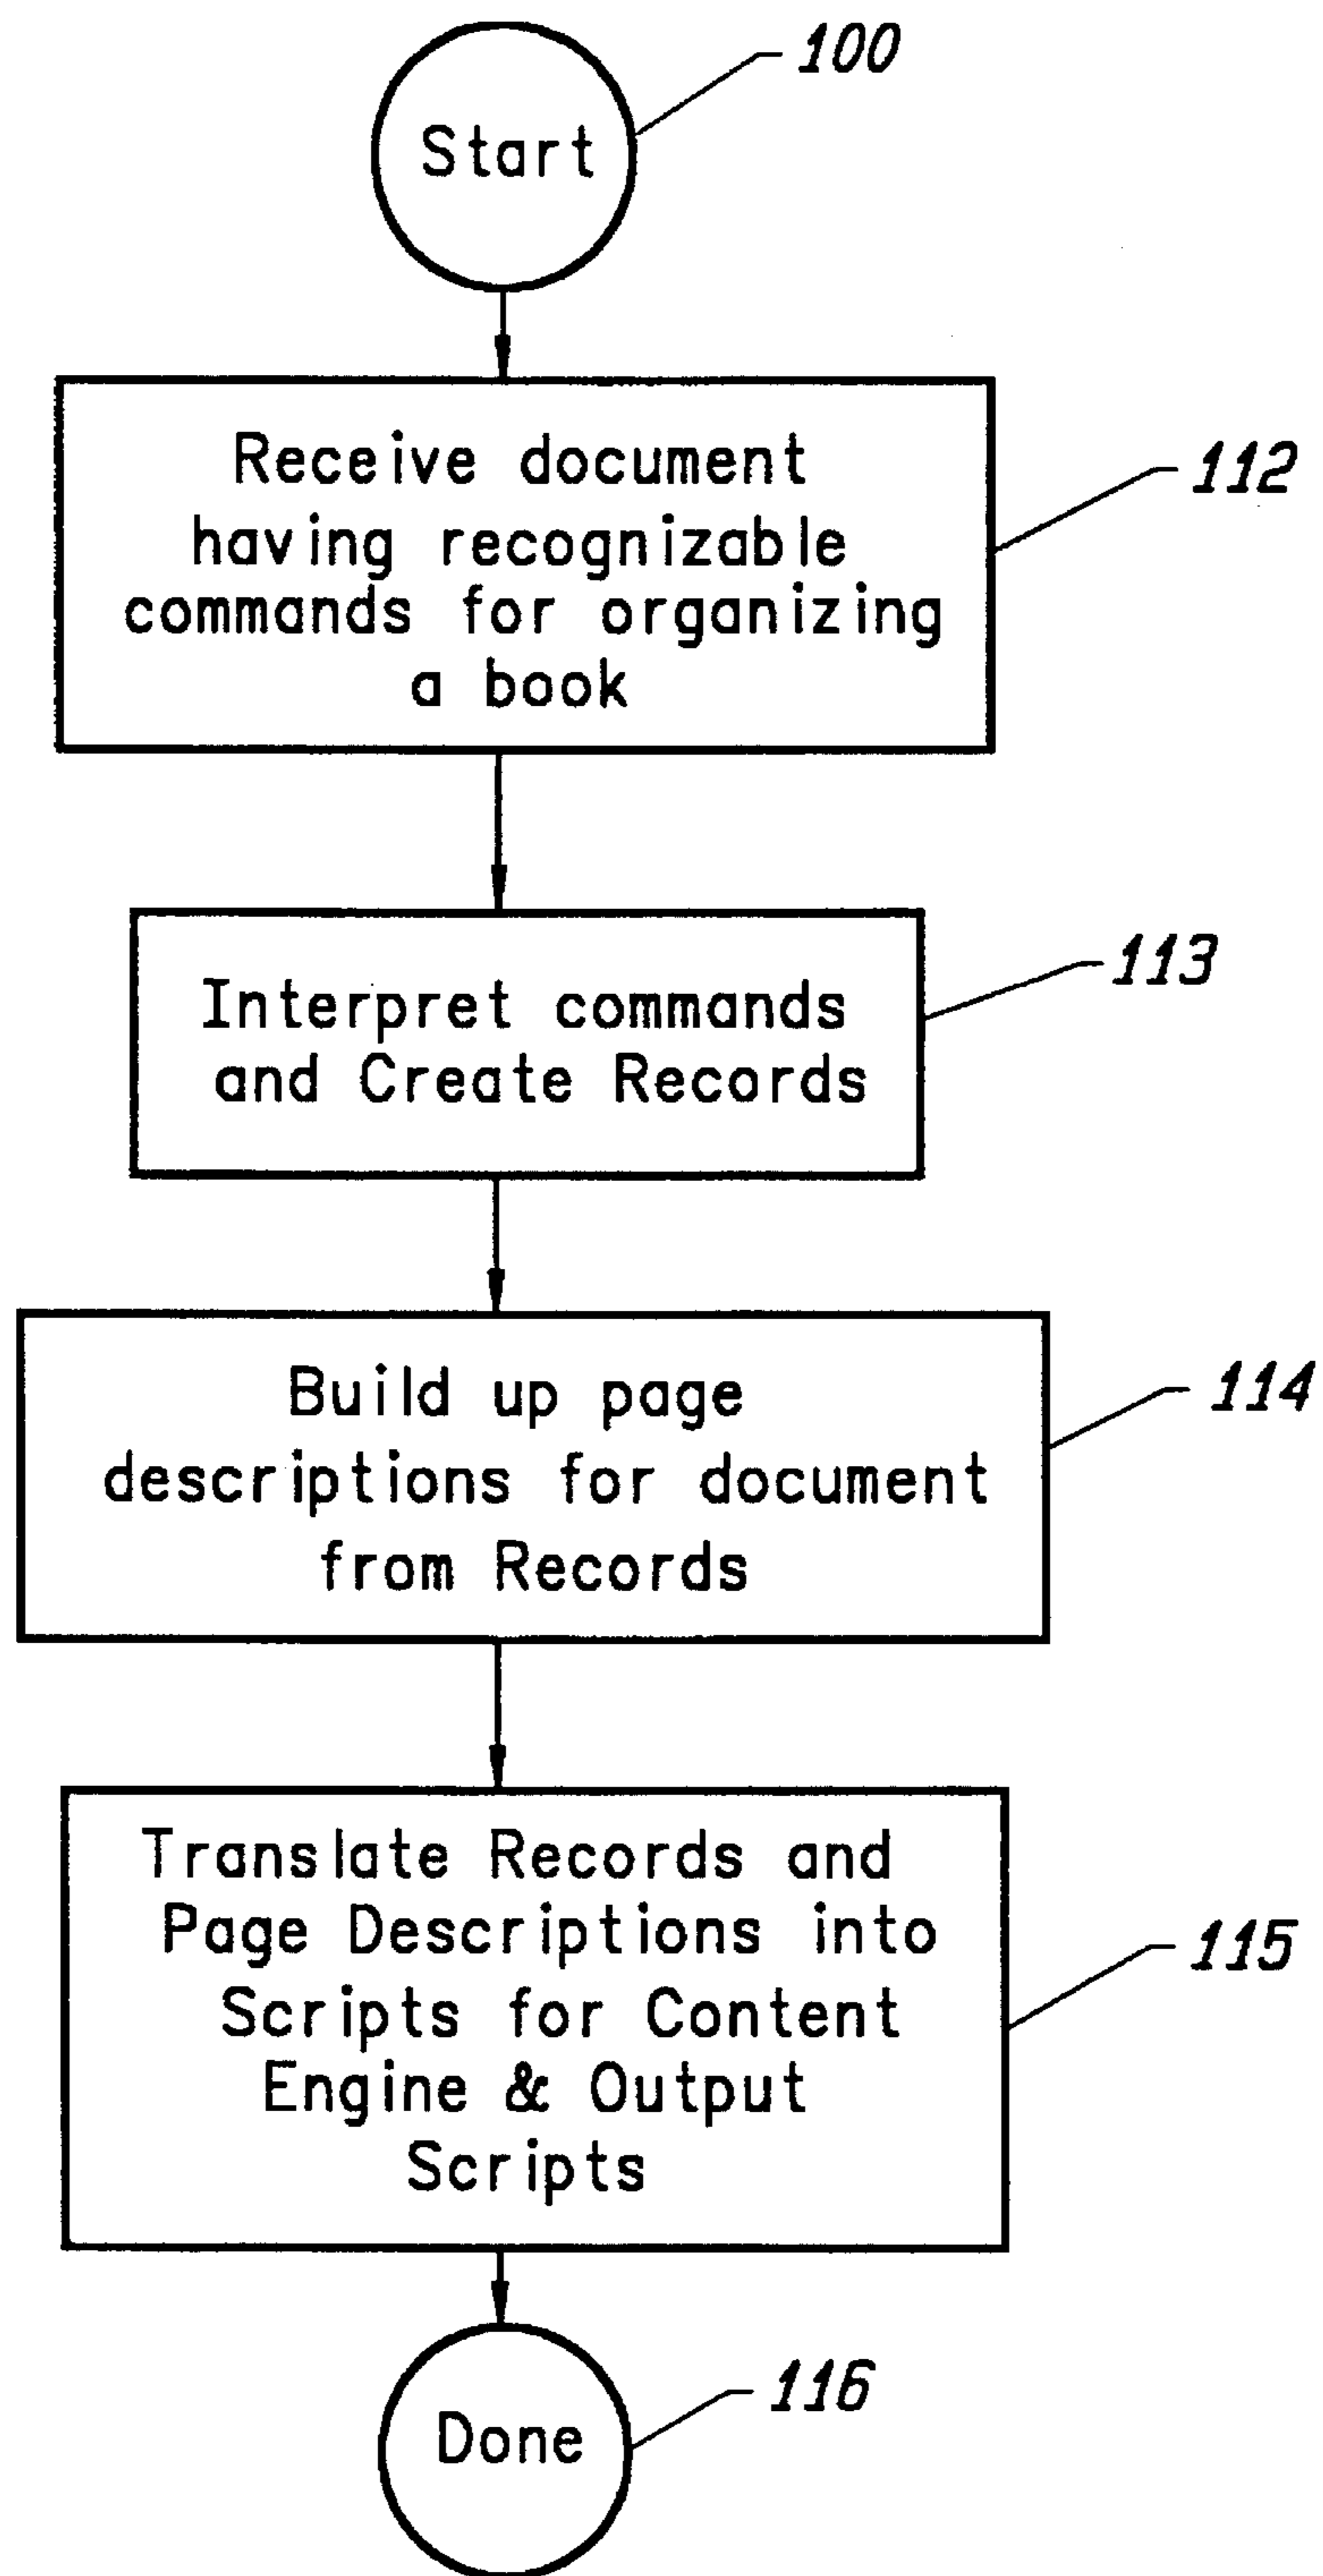 100
Start
Receive document
112
having recognizable
commands for organizing
a book
113
Interpret commands
and Create Records
Build up page
114
descriptions for document
from Records
Translate Records and
Page Descriptions into
115
Scripts for Content
Engine & Output
Scripts
116
Done